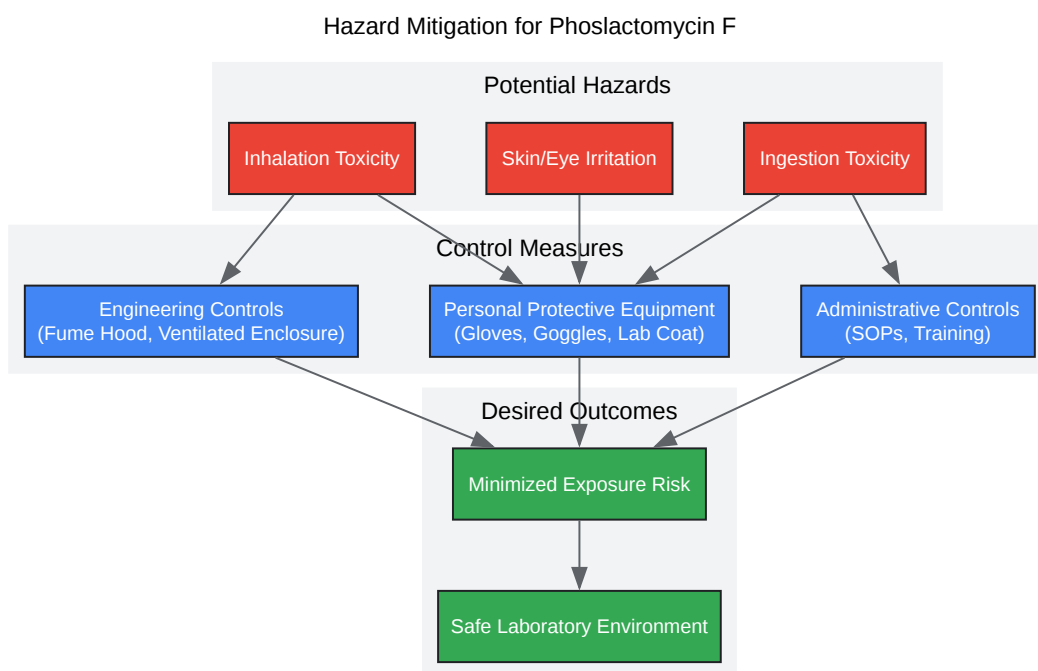 Hazard Mitigation for Phoslactomycin F
Potential Hazards
Inhalation Toxicity
Skin/Eye Irritation
Ingestion Toxicity
Control Measures
Engineering Controls
(Fume Hood, Ventilated Enclosure)
Personal Protective Equipment
(Gloves, Goggles, Lab Coat)
Administrative Controls
(SOPs, Training)
Desired Outcomes
Minimized Exposure Risk
Safe Laboratory Environment